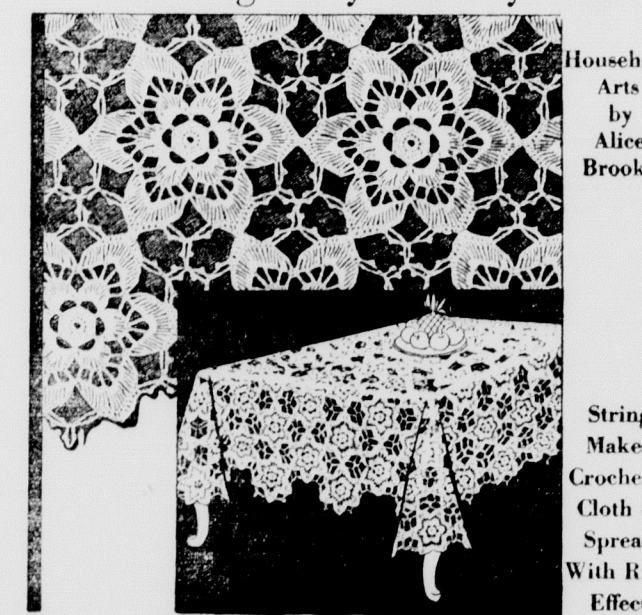 Househ
Arts
by
Alice
Brook
String
Make
Croche
Cloth
Sprea
With R
Effec